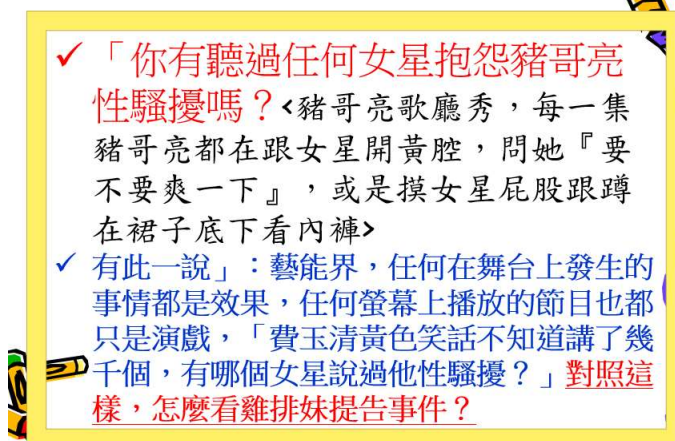 ✓ 「你有聽過任何女星抱怨豬哥亮
性騷擾嗎？<豬哥亮歌廳秀，每一集
豬哥亮都在跟女星開黃腔，問她『要
不要爽一下』，或是摸女星屁股跟蹲
在裙子底下看內褲>
✓ 有此一說」：藝能界，任何在舞台上發生的
事情都是效果，任何螢幕上播放的節目也都
只是演戲，「費玉清黃色笑話不知道講了幾
千個，有哪個女星說過他性騷擾？」對照這
樣，怎麼看雞排妹提告事件？